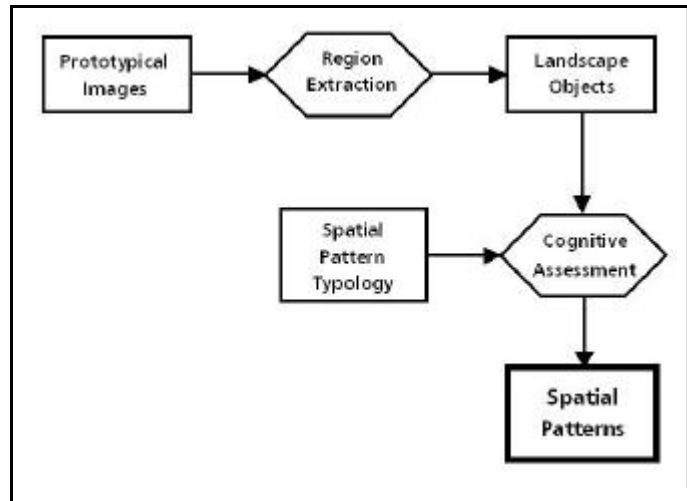 Prototypical
Images
Region
Extraction
Landscape
Objects
Spatial
Pattern
Typology
Cognitive
Assessment
Spatial
Patterns